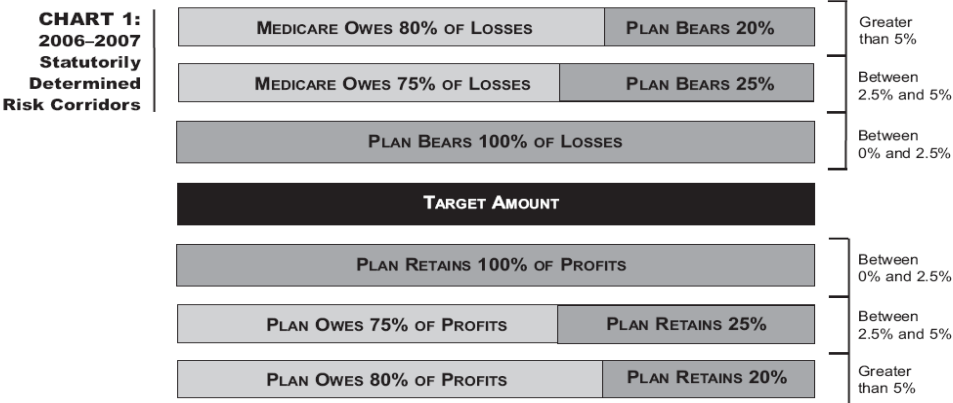 CHART 1:
2006–2007
Statutorily
Determined
Risk Corridors
MEDICARE OWES 80% OF LOSSES PLAN BEARS 20%
Greater
than 5%
MEDICARE OWES 75% OF LOSSES PLAN BEARS 25%
Between
2.5% and 5%
PLAN BEARS 100% OF LOSSES
Between
0% and 2.5%
TARGET AMOUNT
PLAN RETAINS 100% OF PROFITS
Between
0% and 2.5%
PLAN OWES 75% OF PROFITS PLAN RETAINS 25%
Between
2.5% and 5%
PLAN OWES 80% OF PROFITS PLAN RETAINS 20%
Greater
than 5%